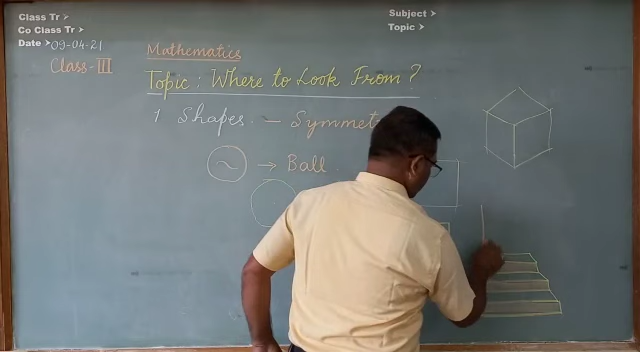 Class Tr >
Co Class Tr >
Date > 09-04-21
Subject >
Topic >
Class-III
Mathematics
Topic : Where to Look From ?
1 Shapes. — Symmet
→ Ball